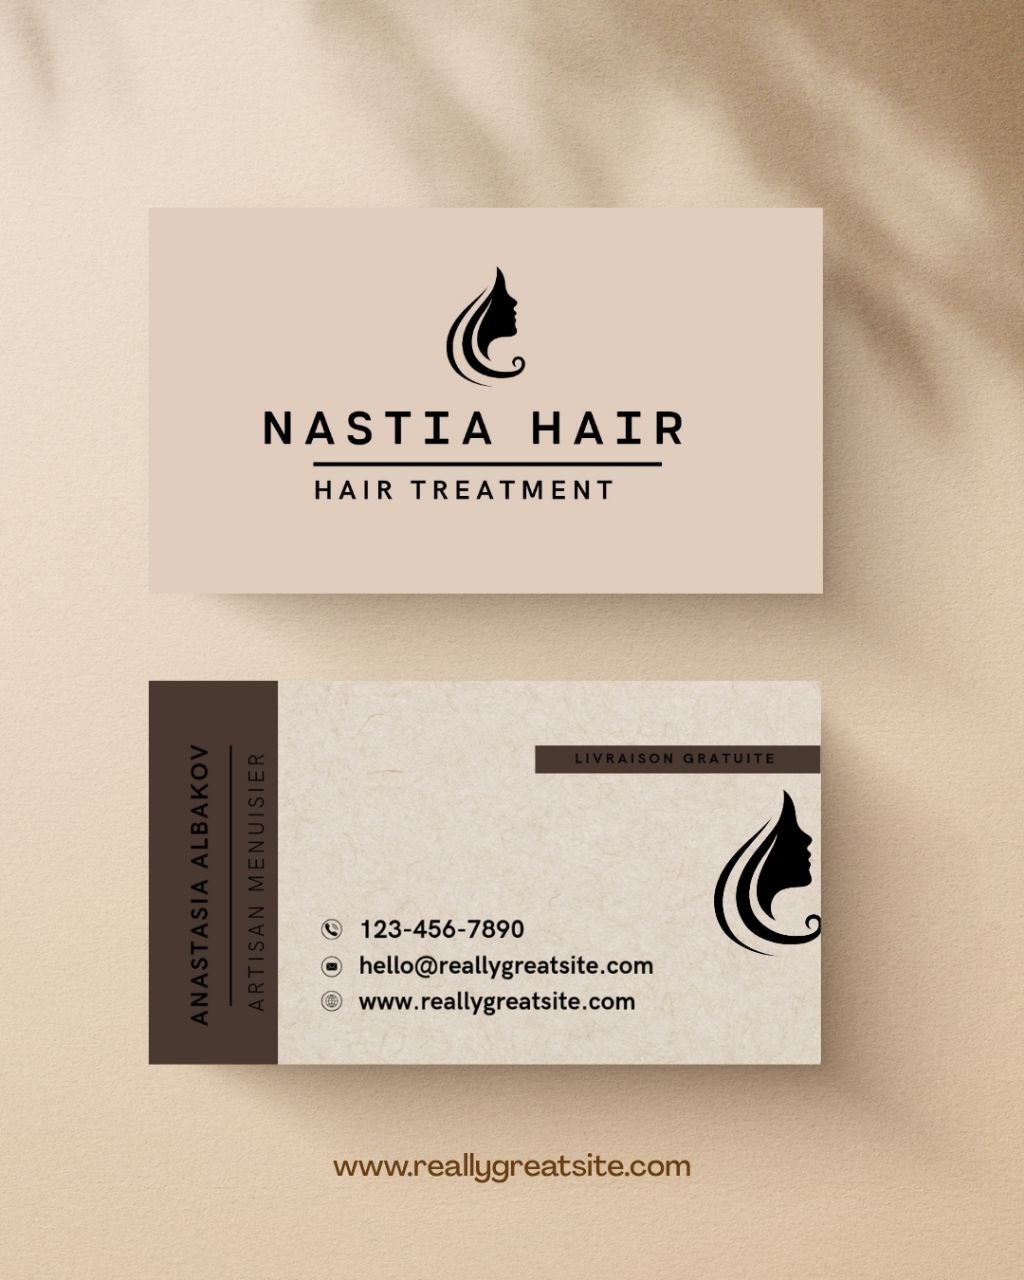 NASTIA HAIR
HAIR TREATMENT
LIVRAISON GRATUITE
ANASTASIA ALBAKOV
ARTISAN MENUISIER
123-456-7890
hello@reallygreatsite.com
www.reallygreatsite.com
www.reallygreatsite.com